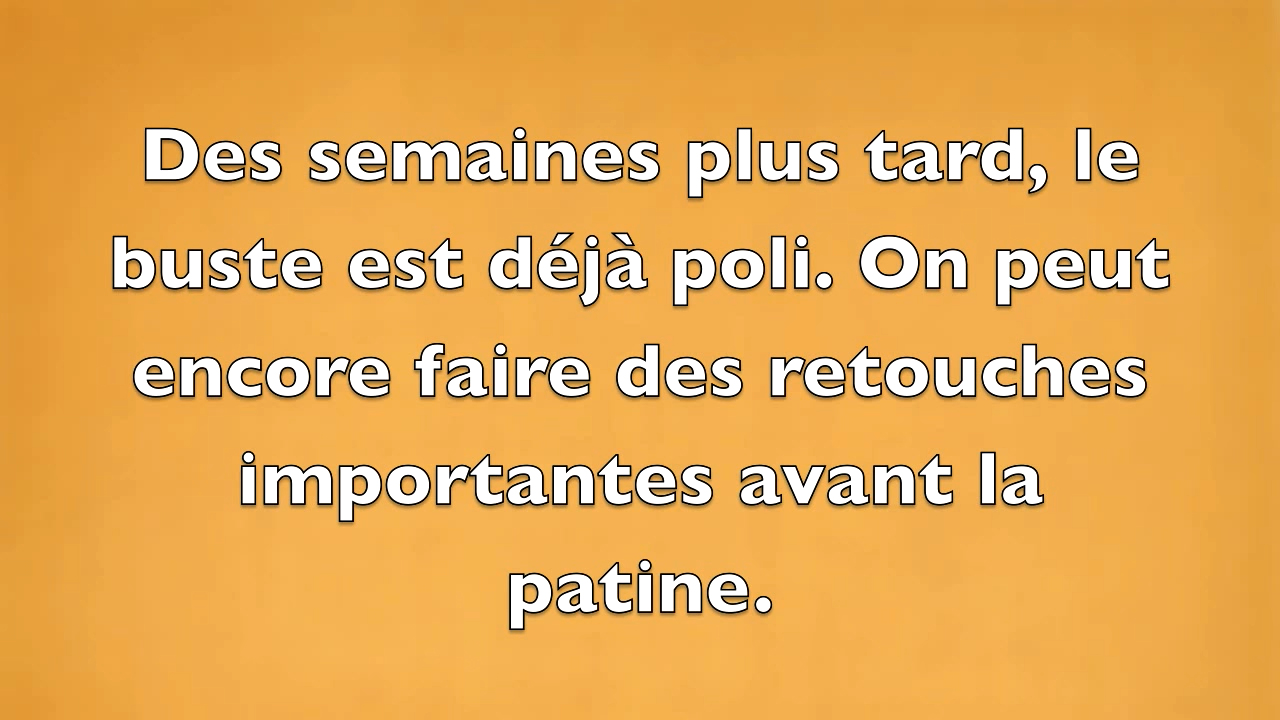 Des semaines plus tard, le
buste est déjà poli. On peut
encore faire des retouches
importantes avant la
patine.